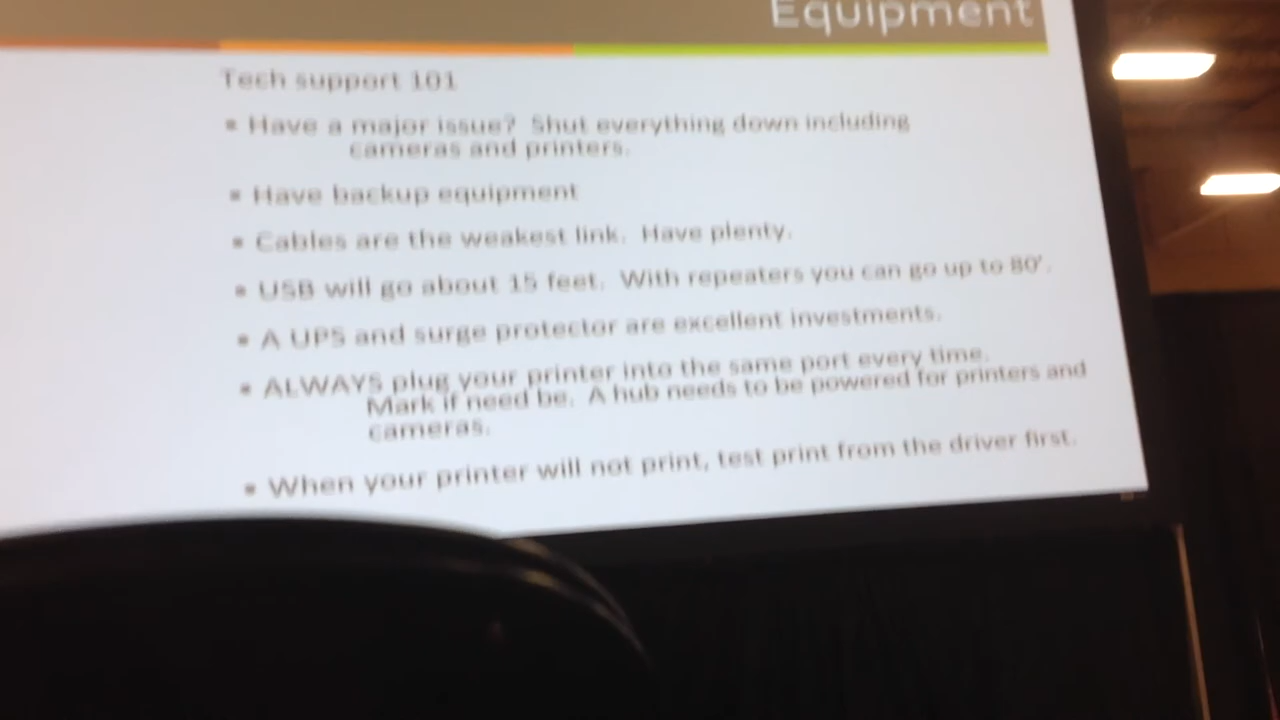 Equipment
Tech support 101
▪ Have a major issue? Shut everything down including
cameras and printers.
▪ Have backup equipment
▪ Cables are the weakest link. Have plenty.
▪ USB will go about 15 feet. With repeaters you can go up to 80'.
▪ A UPS and surge protector are excellent investments.
▪ ALWAYS plug your printer into the same port every time.
Mark if need be. A hub needs to be powered for printers and
cameras.
▪ When your printer will not print, test print from the driver first.